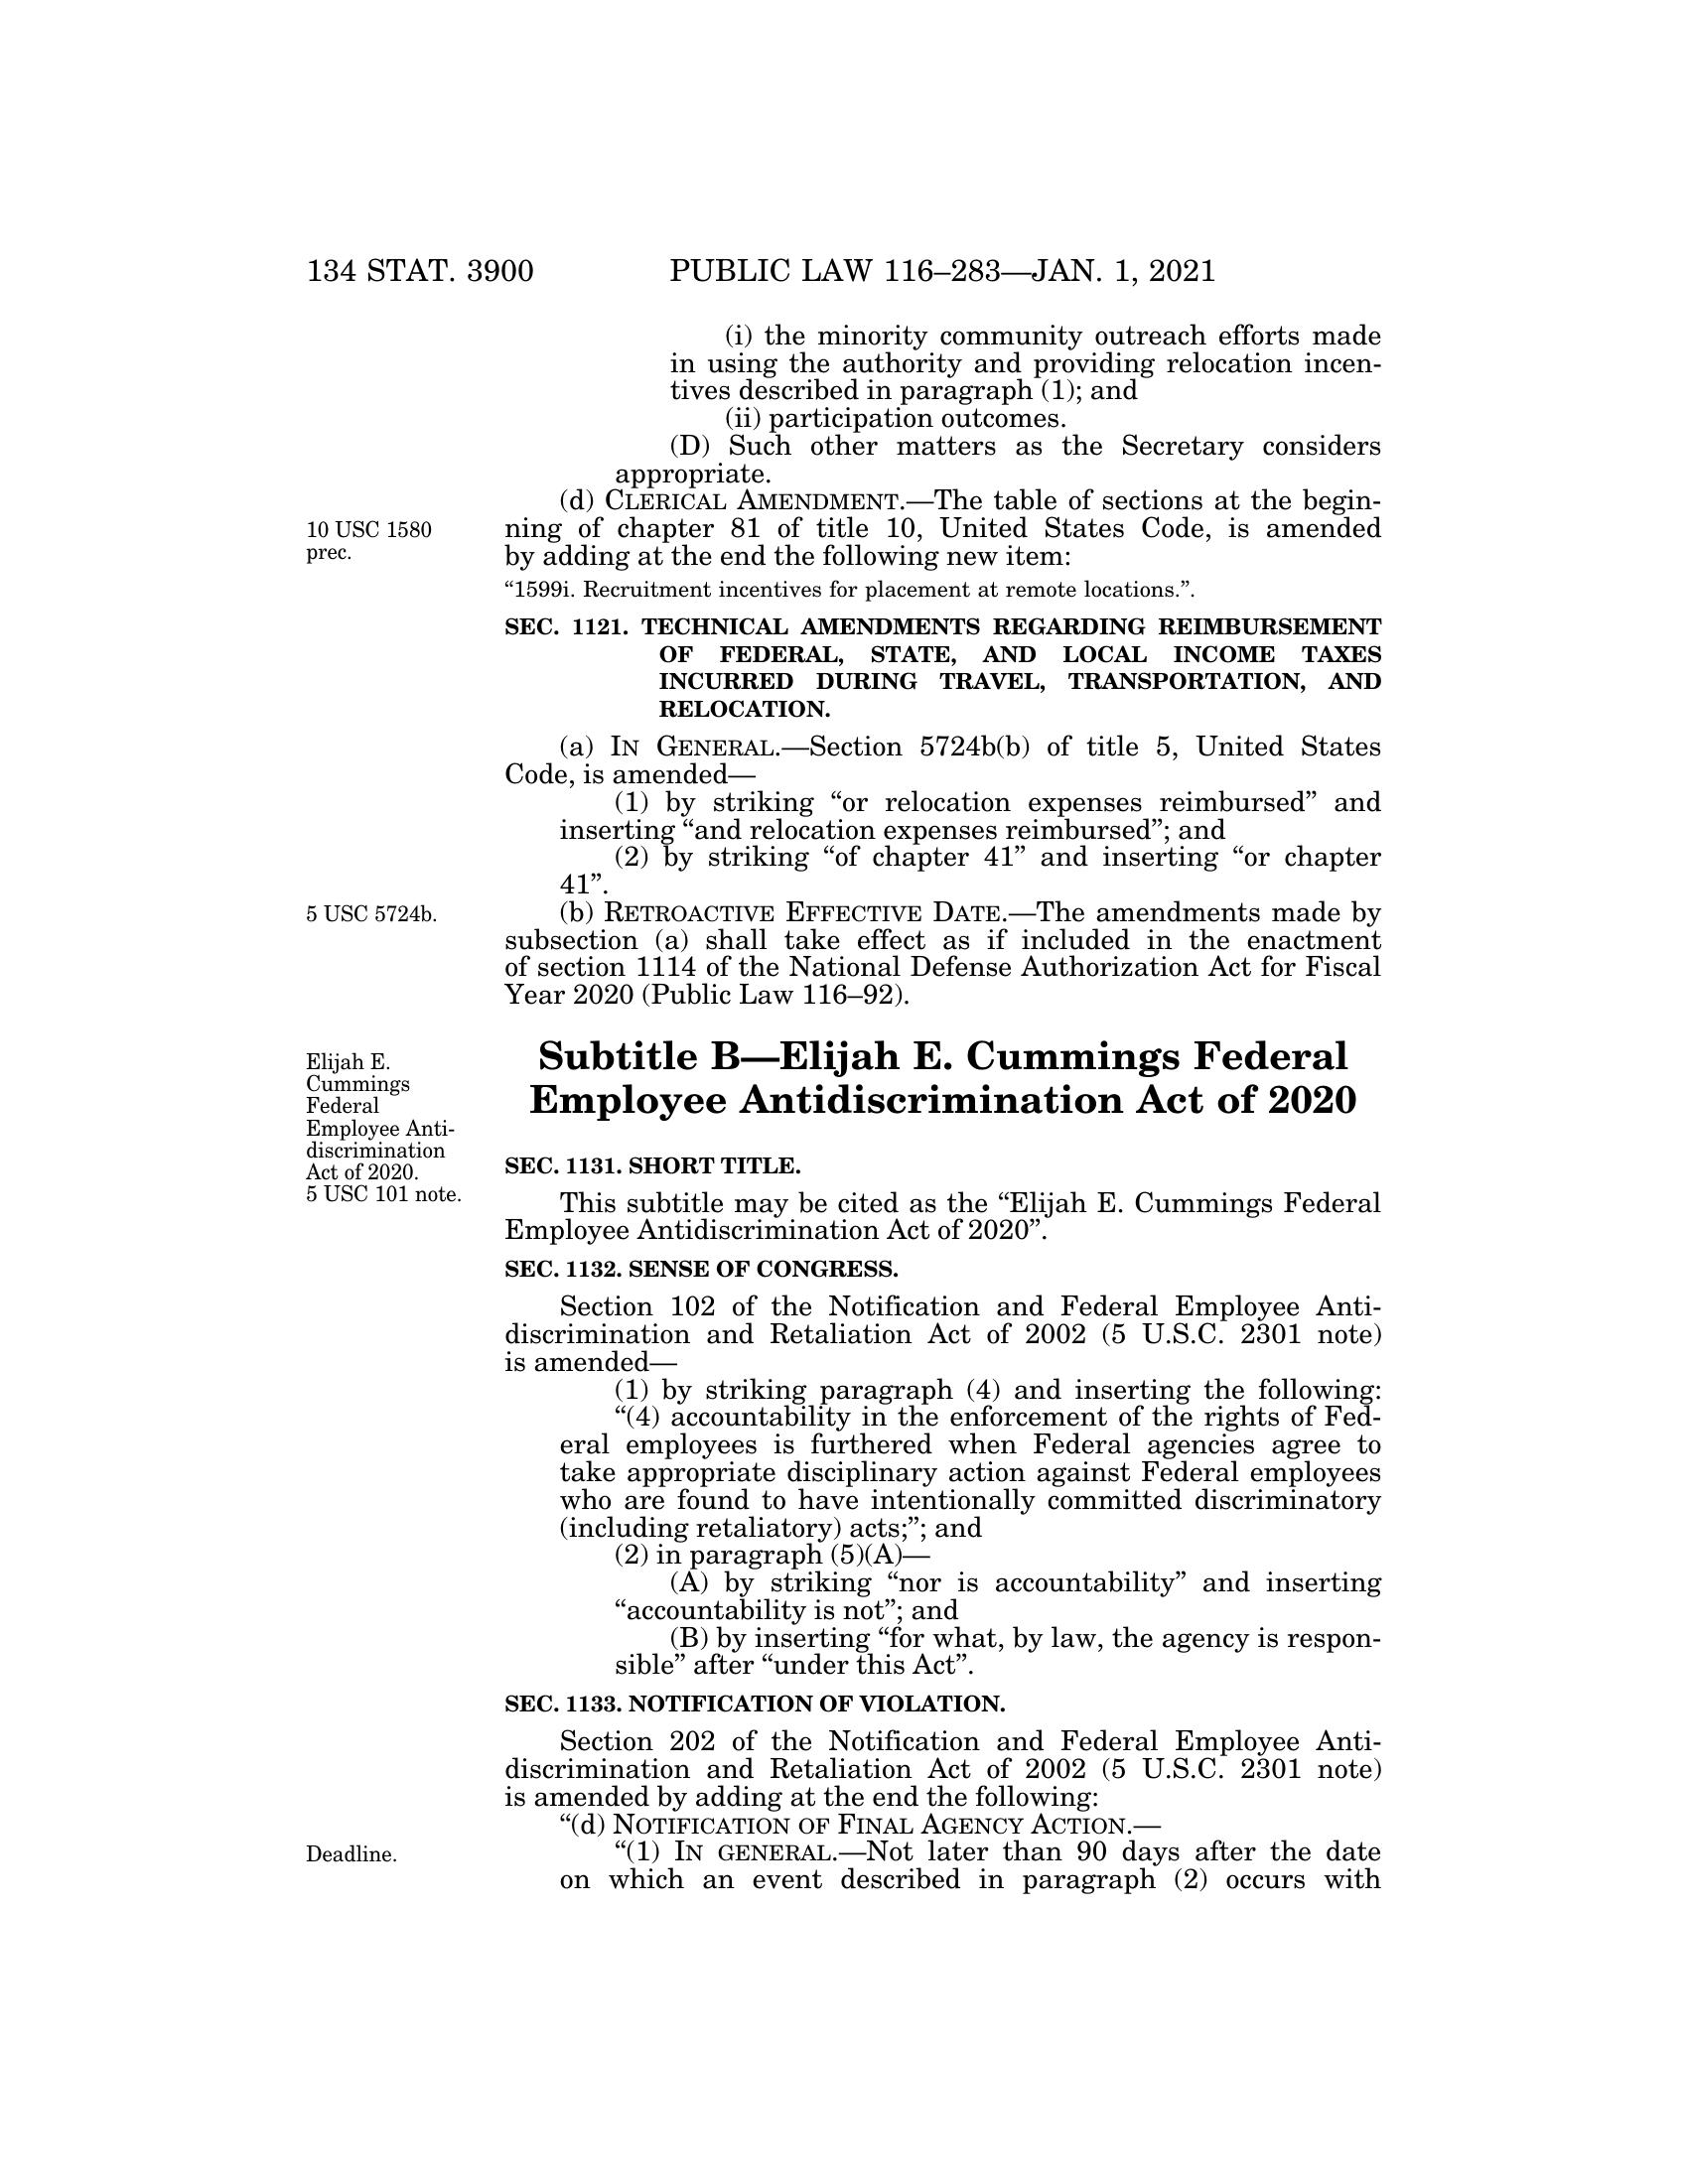 134 STAT. 3900 PUBLIC LAW 116–283—JAN. 1, 2021
(i) the minority community outreach efforts made
in using the authority and providing relocation incen-
tives described in paragraph (1); and
(ii) participation outcomes.
(D) Such other matters as the Secretary considers
appropriate.
(d) CLERICAL AMENDMENT.—The table of sections at the begin-
ning of chapter 81 of title 10, United States Code, is amended
by adding at the end the following new item:
10 USC 1580
prec.
“1599i. Recruitment incentives for placement at remote locations.”.
SEC. 1121. TECHNICAL AMENDMENTS REGARDING REIMBURSEMENT
OF FEDERAL, STATE, AND LOCAL INCOME TAXES
INCURRED DURING TRAVEL, TRANSPORTATION, AND
RELOCATION.
(a) IN GENERAL.—Section 5724b(b) of title 5, United States
Code, is amended—
(1) by striking “or relocation expenses reimbursed” and
inserting “and relocation expenses reimbursed”; and
(2) by striking “of chapter 41” and inserting “or chapter
41”.
5 USC 5724b.
(b) RETROACTIVE EFFECTIVE DATE.—The amendments made by
subsection (a) shall take effect as if included in the enactment
of section 1114 of the National Defense Authorization Act for Fiscal
Year 2020 (Public Law 116–92).
Subtitle B—Elijah E. Cummings Federal
Employee Antidiscrimination Act of 2020
Elijah E.
Cummings
Federal
Employee Anti-
discrimination
Act of 2020.
5 USC 101 note.
SEC. 1131. SHORT TITLE.
This subtitle may be cited as the “Elijah E. Cummings Federal
Employee Antidiscrimination Act of 2020”.
SEC. 1132. SENSE OF CONGRESS.
Section 102 of the Notification and Federal Employee Anti-
discrimination and Retaliation Act of 2002 (5 U.S.C. 2301 note)
is amended—
(1) by striking paragraph (4) and inserting the following:
“(4) accountability in the enforcement of the rights of Fed-
eral employees is furthered when Federal agencies agree to
take appropriate disciplinary action against Federal employees
who are found to have intentionally committed discriminatory
(including retaliatory) acts;”; and
(2) in paragraph (5)(A)—
(A) by striking “nor is accountability” and inserting
“accountability is not”; and
(B) by inserting “for what, by law, the agency is respon-
sible” after “under this Act”.
SEC. 1133. NOTIFICATION OF VIOLATION.
Section 202 of the Notification and Federal Employee Anti-
discrimination and Retaliation Act of 2002 (5 U.S.C. 2301 note)
is amended by adding at the end the following:
“(d) NOTIFICATION OF FINAL AGENCY ACTION.—
Deadline.
“(1) IN GENERAL.—Not later than 90 days after the date
on which an event described in paragraph (2) occurs with